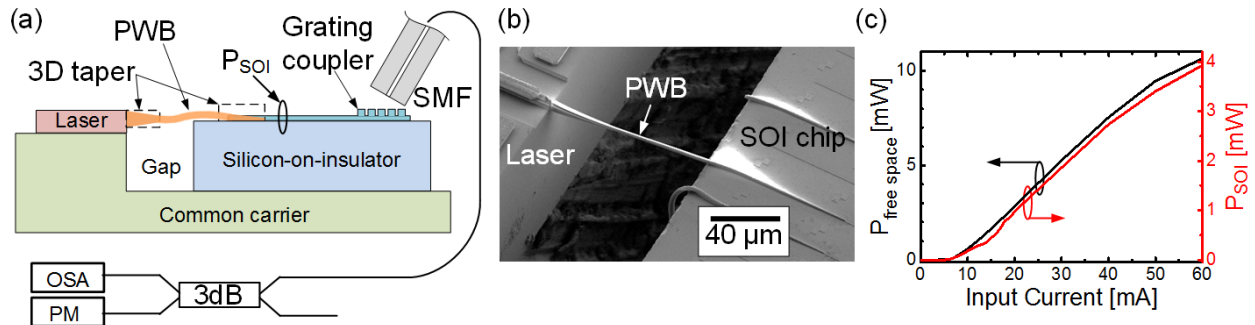 (a)
PWB
3D taper
P_SOI
Grating
coupler
SMF
Laser
Gap
Silicon-on-insulator
Common carrier
OSA
PM
3dB
(b)
PWB
Laser
SOI chip
40 µm
(c)
P_free space [mW]
10
5
0
0 10 20 30 40 50 60
Input Current [mA]
4
3
2
1
0
P_SOI [mW]